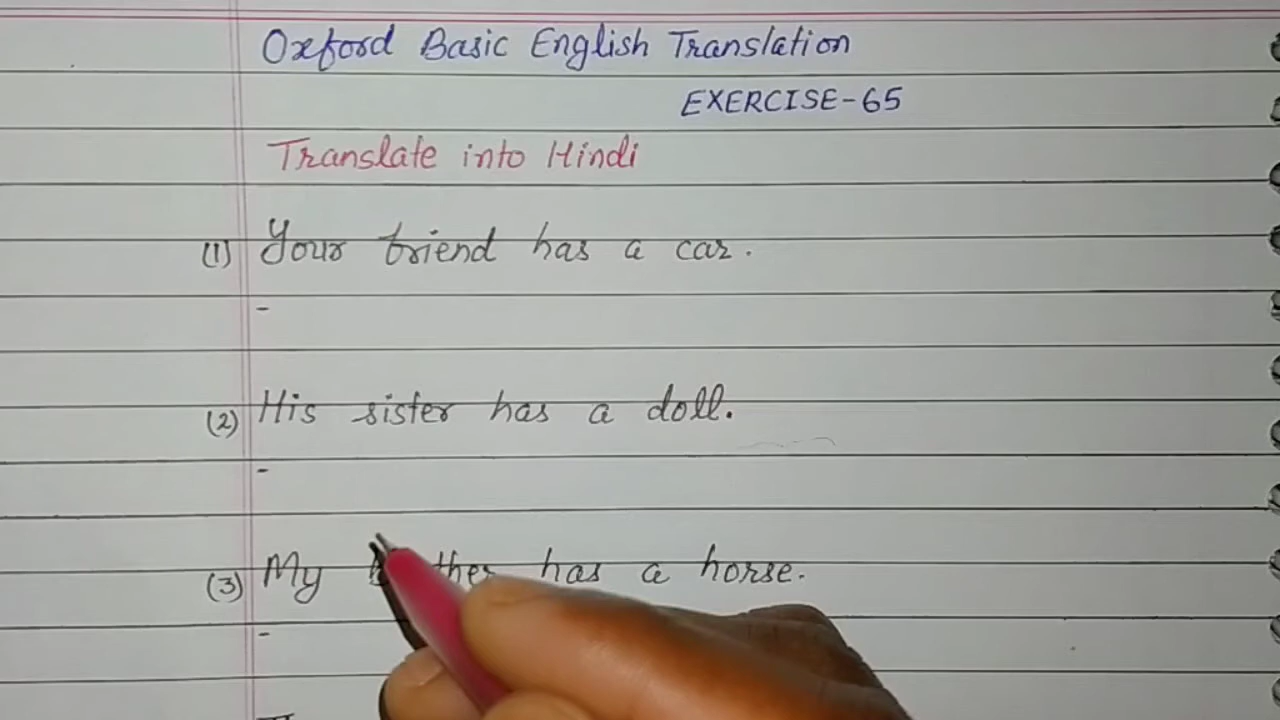 Oxford Basic English Translation
EXERCISE-65
Translate into Hindi
(1) Your friend has a car.
-
(2) His sister has a doll.
-
(3) My has a horse.
-